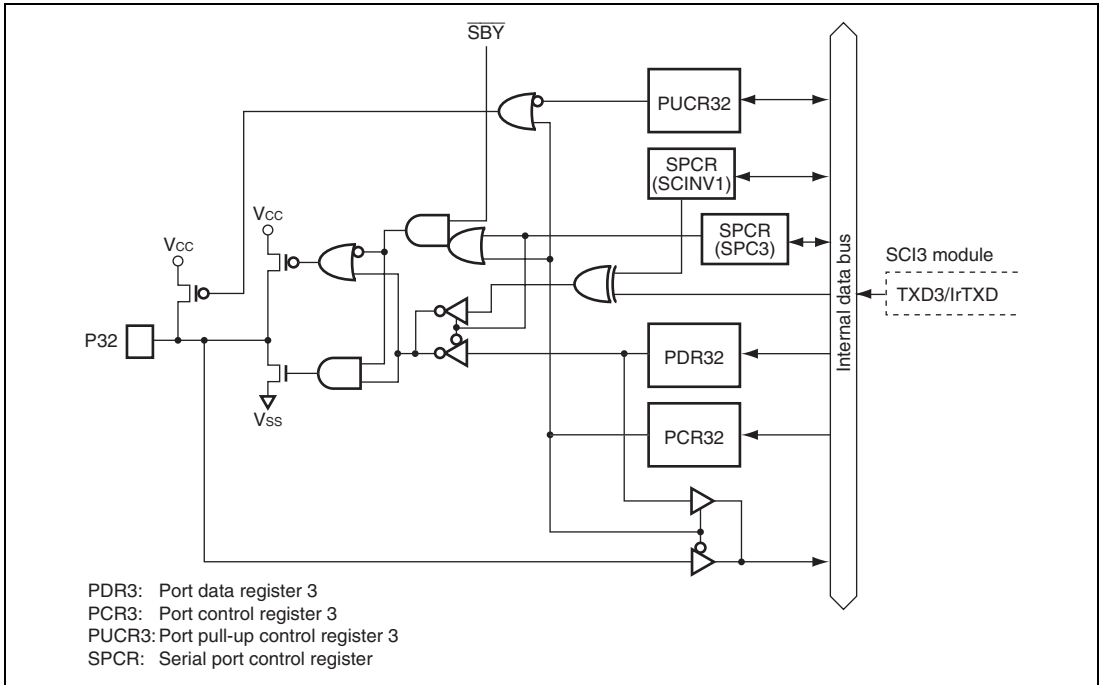 SBY
PUCR32
SPCR
(SCINV1)
VCC
SPCR
(SPC3)
VCC
SCI3 module
TXD3/IrTXD
Internal data bus
P32
PDR32
VSS
PCR32
PDR3: Port data register 3
PCR3: Port control register 3
PUCR3: Port pull-up control register 3
SPCR: Serial port control register